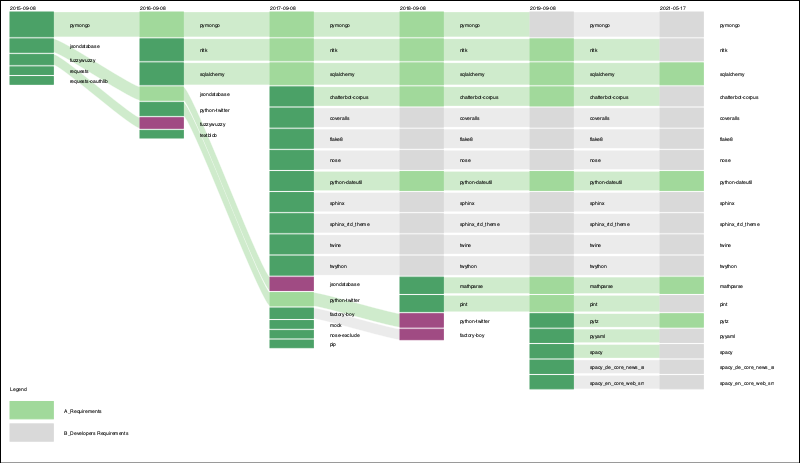 2015-09-08 2016-09-08 2017-09-08 2018-09-08 2019-09-08 2021-05-17
pymongo pymongo pymongo pymongo pymongo pymongo
jsondatabase nltk nltk nltk nltk nltk
fuzzywuzzy sqlalchemy sqlalchemy sqlalchemy sqlalchemy sqlalchemy
requests
requests-oauthlib
jsondatabase chatterbot-corpus chatterbot-corpus chatterbot-corpus chatterbot-corpus
python-twitter coveralls coveralls coveralls coveralls
fuzzywuzzy
textblob flake8 flake8 flake8 flake8
nose nose nose nose
python-dateutil python-dateutil python-dateutil python-dateutil
sphinx sphinx sphinx sphinx
sphinx_rtd_theme sphinx_rtd_theme sphinx_rtd_theme sphinx_rtd_theme
twine twine twine twine
twython twython twython twython
jsondatabase mathparse mathparse mathparse
python-twitter pint pint pint
factory-boy python-twitter pytz pytz
mock
nose-exclude factory-boy pyyaml pyyaml
pip
spacy spacy
spacy_de_core_news_s spacy_de_core_news_s
spacy_en_core_web_sm spacy_en_core_web_sm
Legend
A_Requirements
B_Developers Requirements